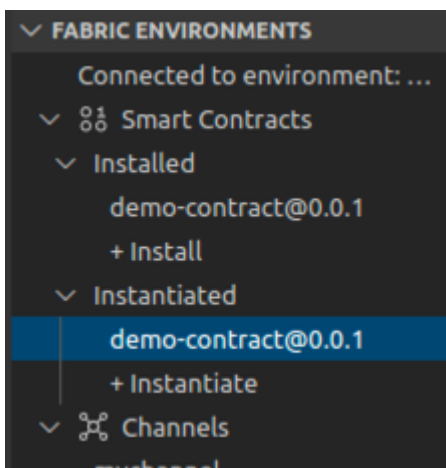 FABRIC ENVIRONMENTS
Connected to environment: ...
Smart Contracts
Installed
demo-contract@0.0.1
+ Install
Instantiated
demo-contract@0.0.1
+ Instantiate
Channels
mychannel